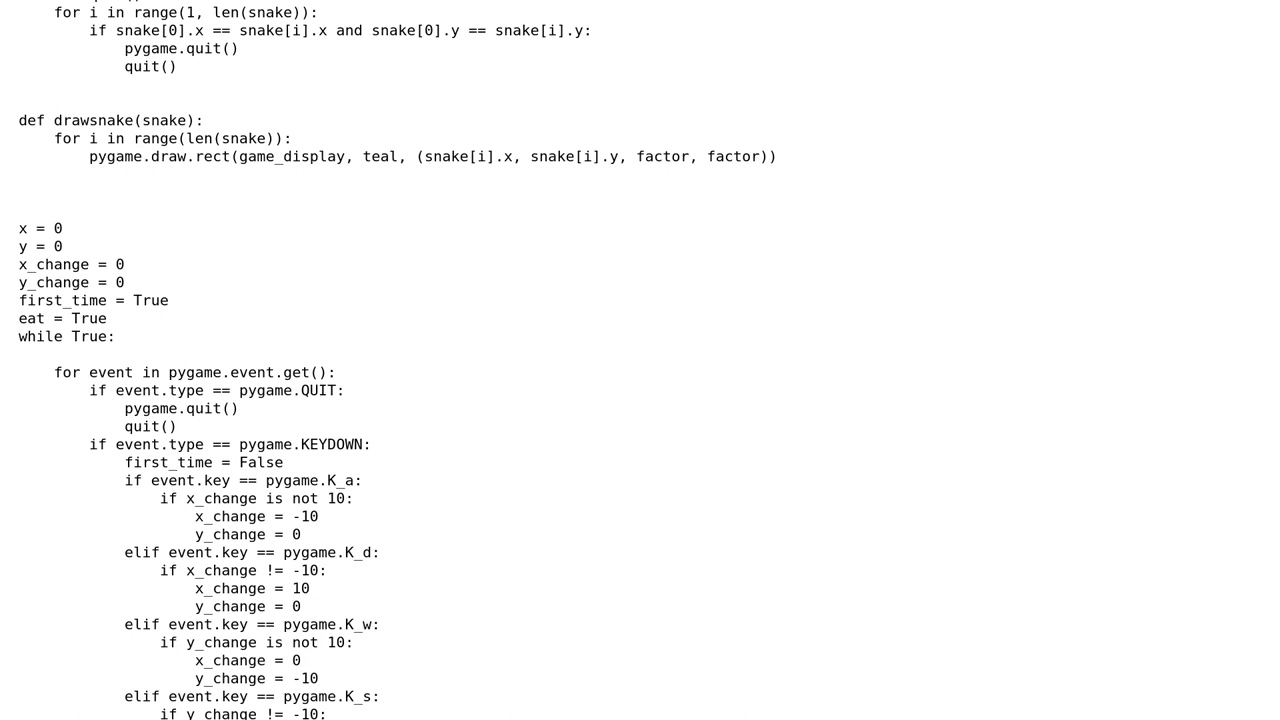 for i in range(1, len(snake)):
if snake[0].x == snake[i].x and snake[0].y == snake[i].y:
pygame.quit()
quit()
def drawsnake(snake):
for i in range(len(snake)):
pygame.draw.rect(game_display, teal, (snake[i].x, snake[i].y, factor, factor))
x = 0
y = 0
x_change = 0
y_change = 0
first_time = True
eat = True
while True:
for event in pygame.event.get():
if event.type == pygame.QUIT:
pygame.quit()
quit()
if event.type == pygame.KEYDOWN:
first_time = False
if event.key == pygame.K_a:
if x_change is not 10:
x_change = -10
y_change = 0
elif event.key == pygame.K_d:
if x_change != -10:
x_change = 10
y_change = 0
elif event.key == pygame.K_w:
if y_change is not 10:
x_change = 0
y_change = -10
elif event.key == pygame.K_s:
if y_change != -10: